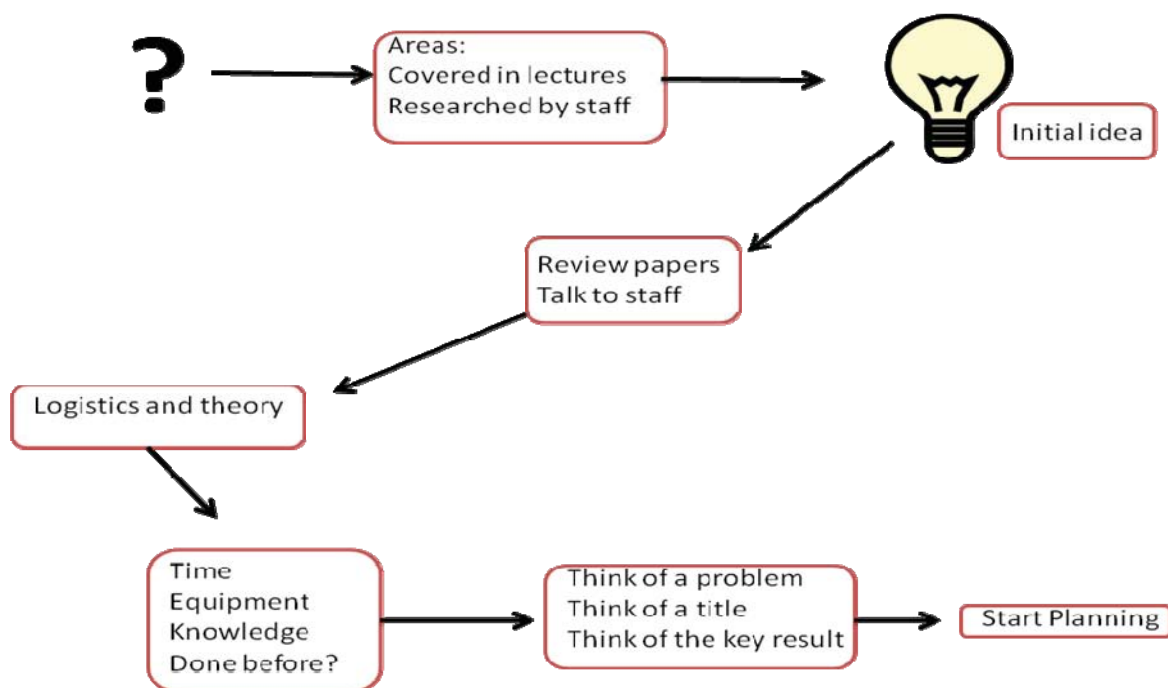 ?
Areas:
Covered in lectures
Researched by staff
Initial idea
Review papers
Talk to staff
Logistics and theory
Time
Equipment
Knowledge
Done before?
Think of a problem
Think of a title
Think of the key result
Start Planning